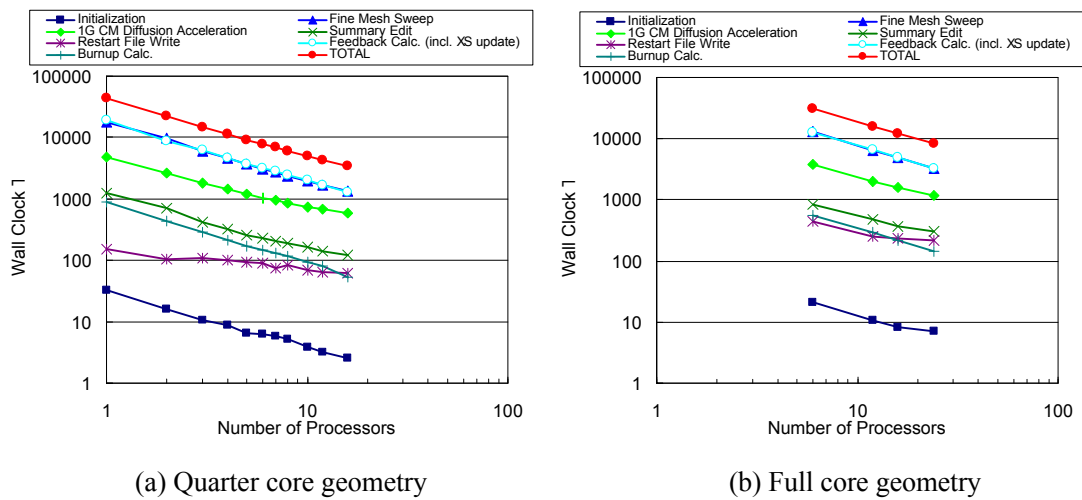 Initialization
Fine Mesh Sweep
1G CM Diffusion Acceleration
Summary Edit
Restart File Write
Feedback Calc. (incl. XS update)
Burnup Calc.
TOTAL
100000
10000
1000
100
10
1
Wall Clock
1
10
100
Number of Processors
(a) Quarter core geometry
Initialization
Fine Mesh Sweep
1G CM Diffusion Acceleration
Summary Edit
Restart File Write
Feedback Calc. (incl. XS update)
Burnup Calc.
TOTAL
100000
10000
1000
100
10
1
Wall Clock
1
10
100
Number of Processors
(b) Full core geometry